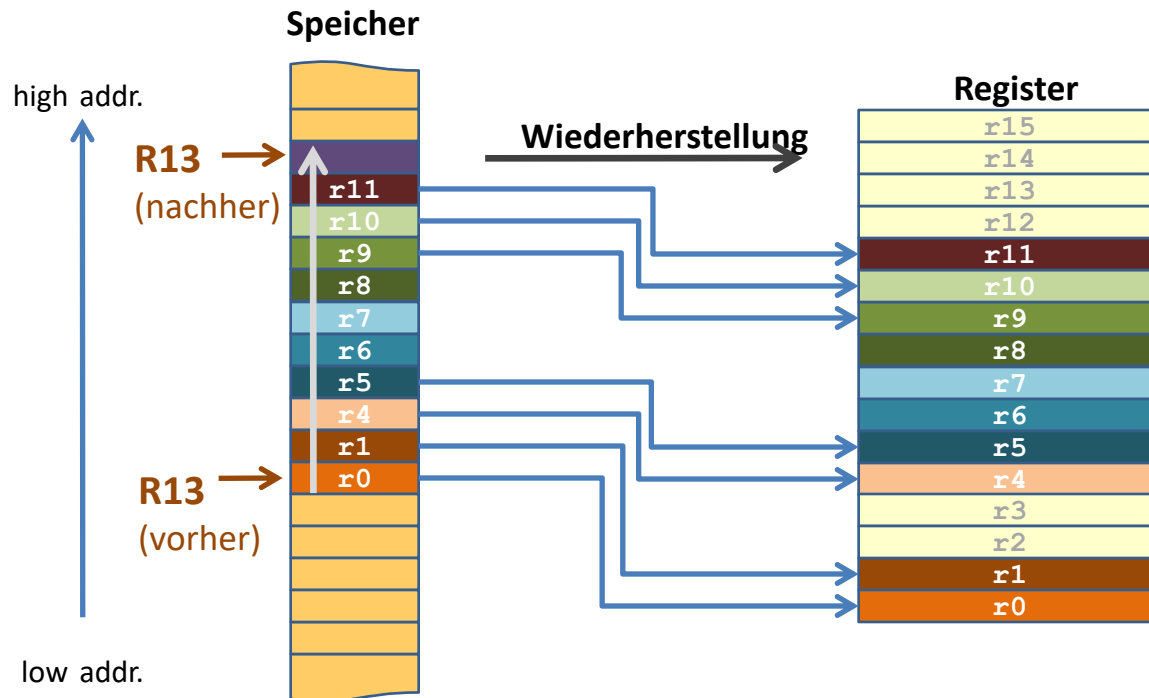 Speicher
high addr.
Register
Wiederherstellung
R13
(nachher)
r11
r10
r9
r8
r7
r6
r5
r4
r1
r0
R13
(vorher)
low addr.
r15
r14
r13
r12
r11
r10
r9
r8
r7
r6
r5
r4
r3
r2
r1
r0